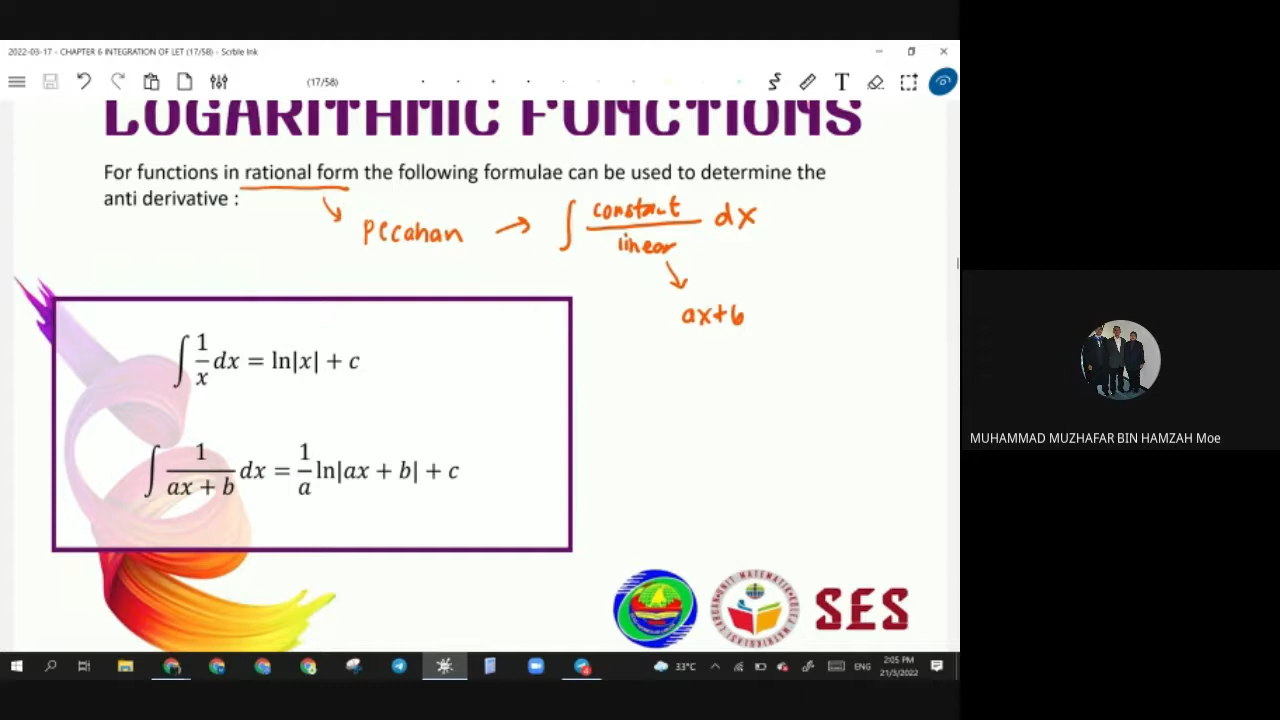 2022-03-17 - CHAPTER 6 INTEGRATION OF LET (17/58) - Scrble Ink
(17/58)
LOGARITHMIC FUNCTIONS
For functions in rational form the following formulae can be used to determine the
anti derivative :
pecahan → ∫ constant / linear dx
ax+b
∫ 1/x dx = ln|x| + c
∫ 1/(ax + b) dx = 1/a ln|ax + b| + c
UNIT MATEMATIK
SES
MUHAMMAD MUZHAFAR BIN HAMZAH Moe
33°C
ENG
2:05 PM
21/3/2022